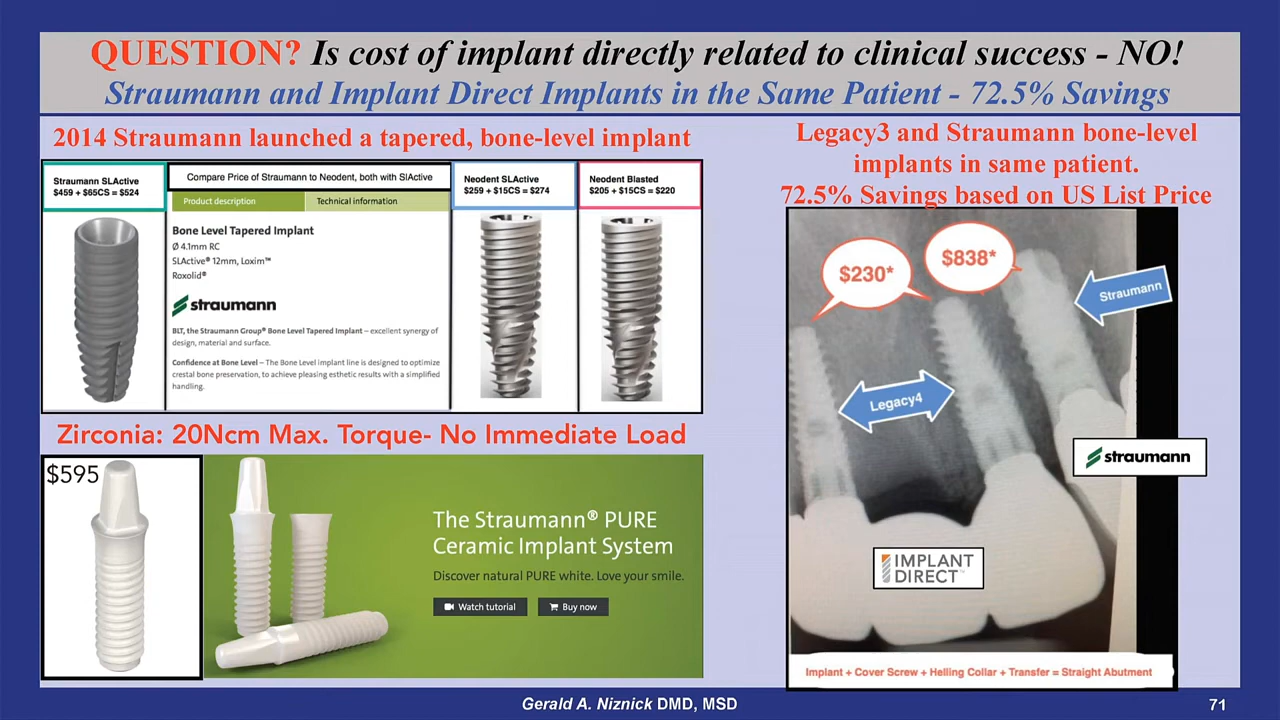 QUESTION? Is cost of implant directly related to clinical success - NO!
Straumann and Implant Direct Implants in the Same Patient - 72.5% Savings
2014 Straumann launched a tapered, bone-level implant
Straumann SLActive
$459 + $65CS = $524
Compare Price of Straumann to Neodent, both with SlActive
Product description
Technical information
Bone Level Tapered Implant
Ø 4.1mm RC
SLActive® 12mm, Loxim™
Roxolid®
straumann
BLT, the Straumann Group® Bone Level Tapered Implant – excellent synergy of
design, material and surface.
Confidence at Bone Level – The Bone Level implant line is designed to optimize
crestal bone preservation, to achieve pleasing esthetic results with a simplified
handling.
Neodent SLActive
$259 + $15CS = $274
Neodent Blasted
$205 + $15CS = $220
Zirconia: 20Ncm Max. Torque- No Immediate Load
$595
The Straumann® PURE
Ceramic Implant System
Discover natural PURE white. Love your smile.
Watch tutorial
Buy now
Legacy3 and Straumann bone-level
implants in same patient.
72.5% Savings based on US List Price
$230*
$838*
Straumann
Legacy4
straumann
IMPLANT
DIRECT™
Implant + Cover Screw + Helling Collar + Transfer = Straight Abutment
Gerald A. Niznick DMD, MSD
71